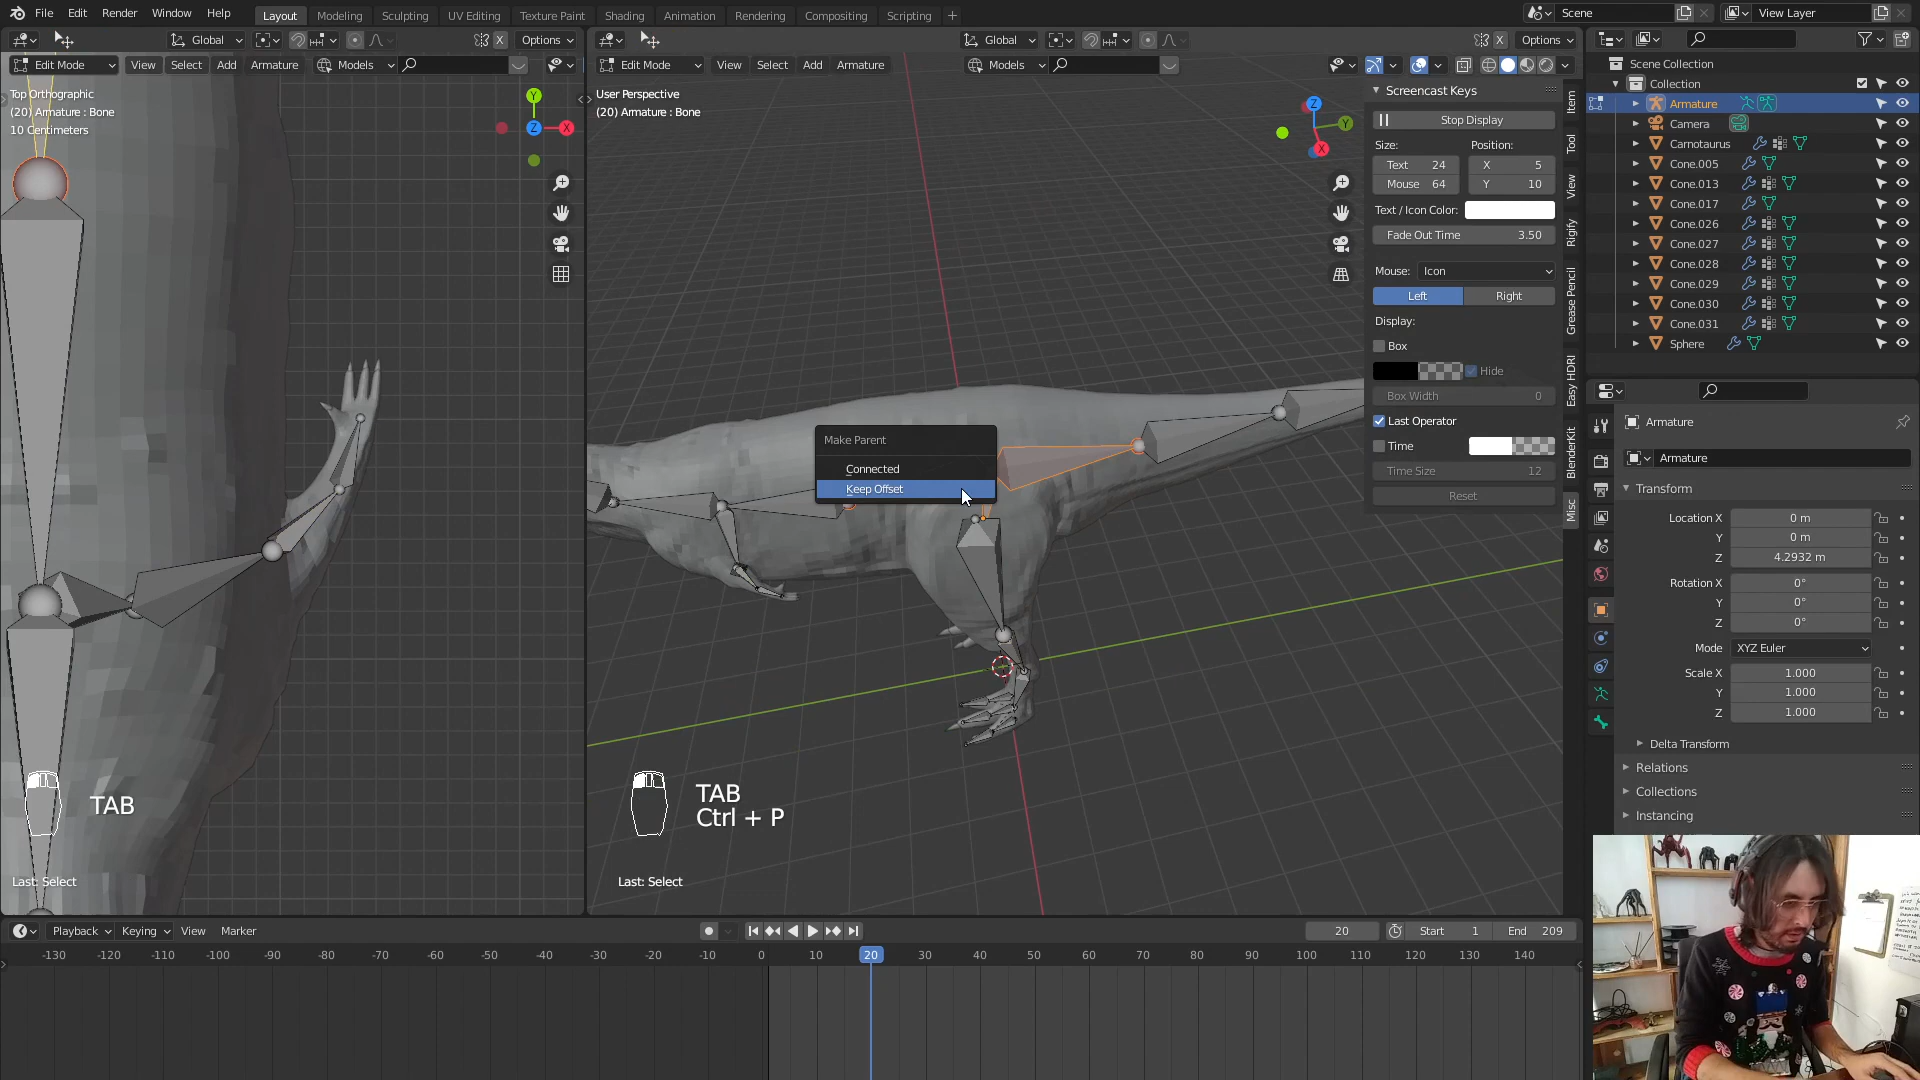 File Edit Render Window Help
Layout Modeling Sculpting UV Editing Texture Paint Shading Animation Rendering Compositing Scripting +
Scene View Layer
Global X Options
Edit Mode View Select Add Armature Models
Top Orthographic
(20) Armature : Bone
10 Centimeters
Y
Z
X
TAB
Last: Select
Global X Options
Edit Mode View Select Add Armature Models
User Perspective
(20) Armature : Bone
Z
Y
X
Make Parent
Connected
Keep Offset
TAB
Ctrl + P
Last: Select
Screencast Keys
Stop Display
Size: Position:
Text 24 X 5
Mouse 64 Y 10
Text / Icon Color:
Fade Out Time 3.50
Mouse: Icon
Left Right
Display:
Box
Hide
Box Width 0
Last Operator
Time
Time Size 12
Reset
Item
Tool
View
Rigify
Grease Pencil
Easy HDRI
BlenderKit
Misc
Scene Collection
Collection
Armature
Camera
Carnotaurus
Cone.005
Cone.013
Cone.017
Cone.026
Cone.027
Cone.028
Cone.029
Cone.030
Cone.031
Sphere
Armature
Armature
Transform
Location X 0 m
Y 0 m
Z 4.2932 m
Rotation X 0°
Y 0°
Z 0°
Mode XYZ Euler
Scale X 1.000
Y 1.000
Z 1.000
Delta Transform
Relations
Collections
Instancing
Playback Keying View Marker
20 Start 1 End 209
-130 -120 -110 -100 -90 -80 -70 -60 -50 -40 -30 -20 -10 0 10 20 30 40 50 60 70 80 90 100 110 120 130 140